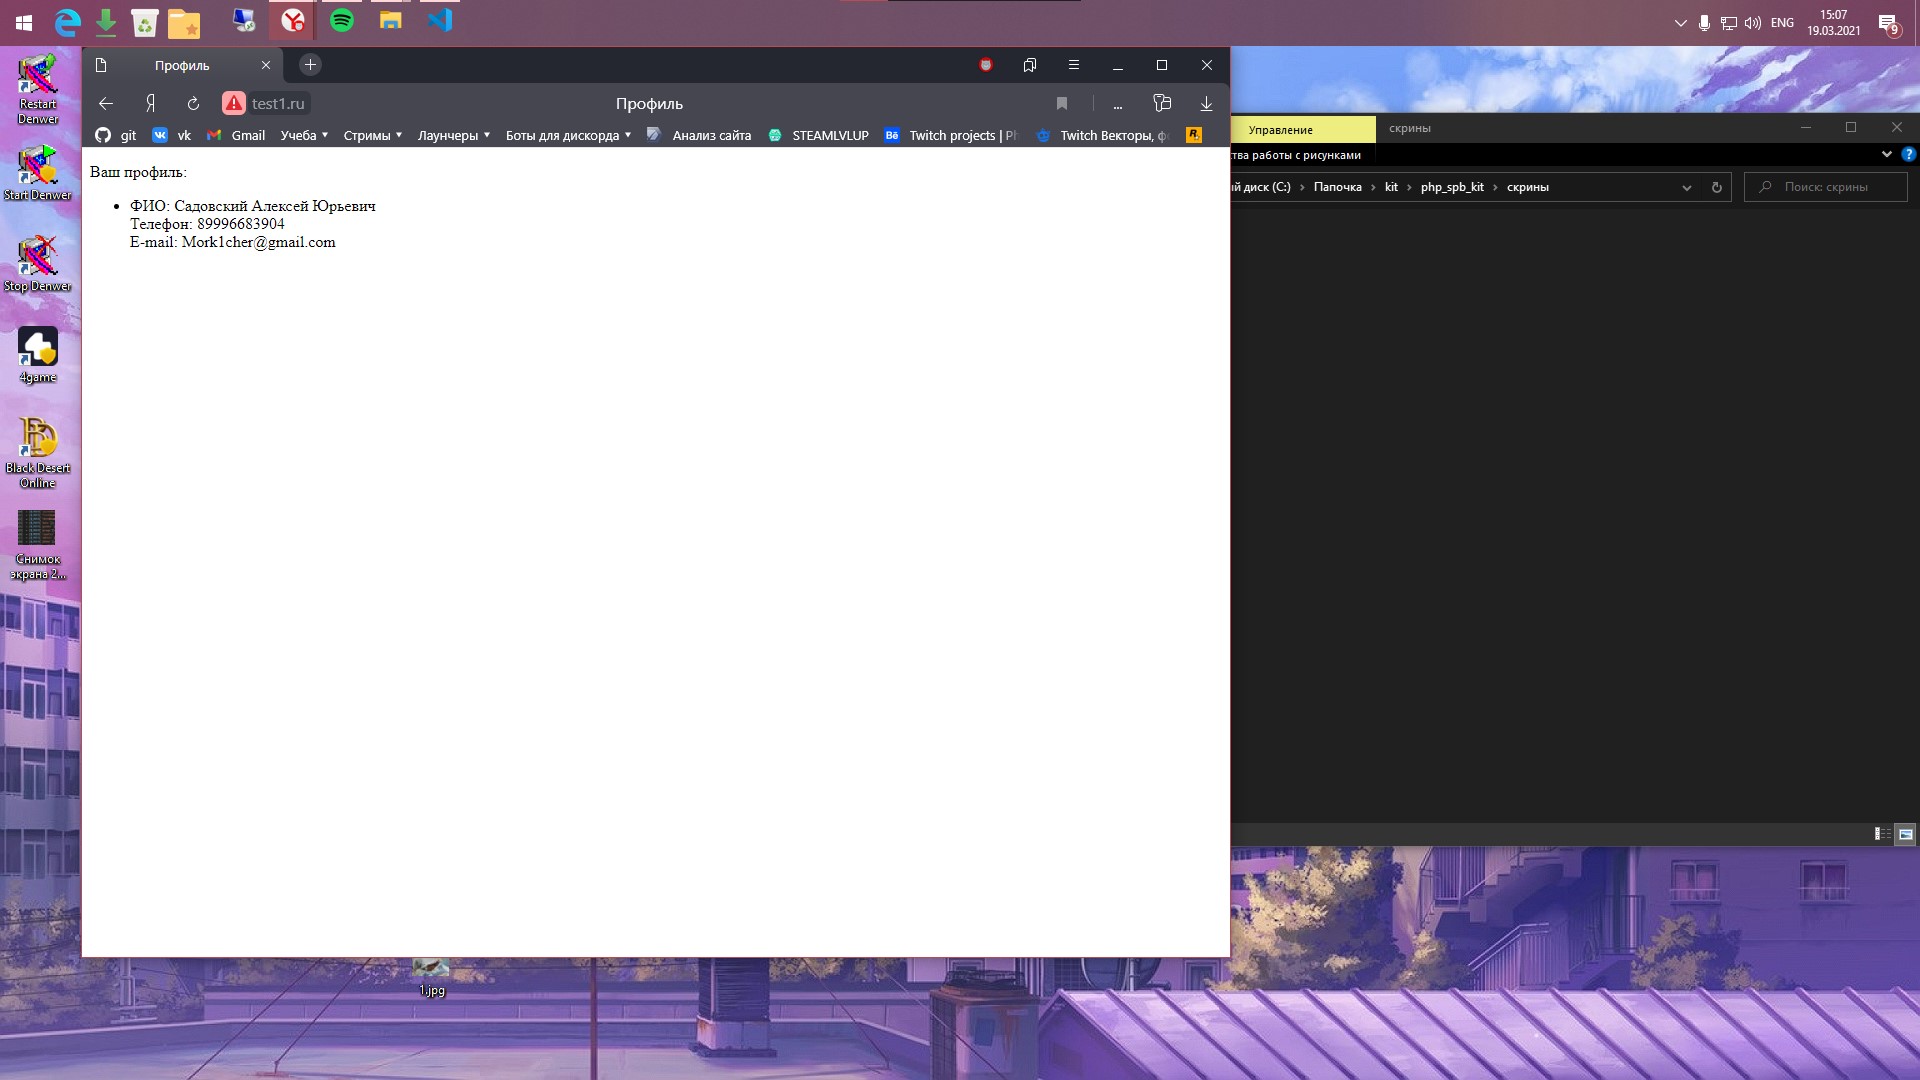 15:07
ENG
19.03.2021
9
Restart
Denwer
Start Denwer
Stop Denwer
4game
Black Desert
Online
Снимок
экрана 2...
1.jpg
Профиль
test1.ru
Профиль
git
vk
Gmail
Учеба
Стримы
Лаунчеры
Боты для дискорда
Анализ сайта
STEAMLVLUP
Bē
Twitch projects | Ph
Twitch Векторы, ф
Ваш профиль:
• ФИО: Садовский Алексей Юрьевич
Телефон: 89996683904
E-mail: Mork1cher@gmail.com
Управление
скрины
тва работы с рисунками
ый диск (C:) › Папочка › kit › php_spb_kit › скрины
Поиск: скрины